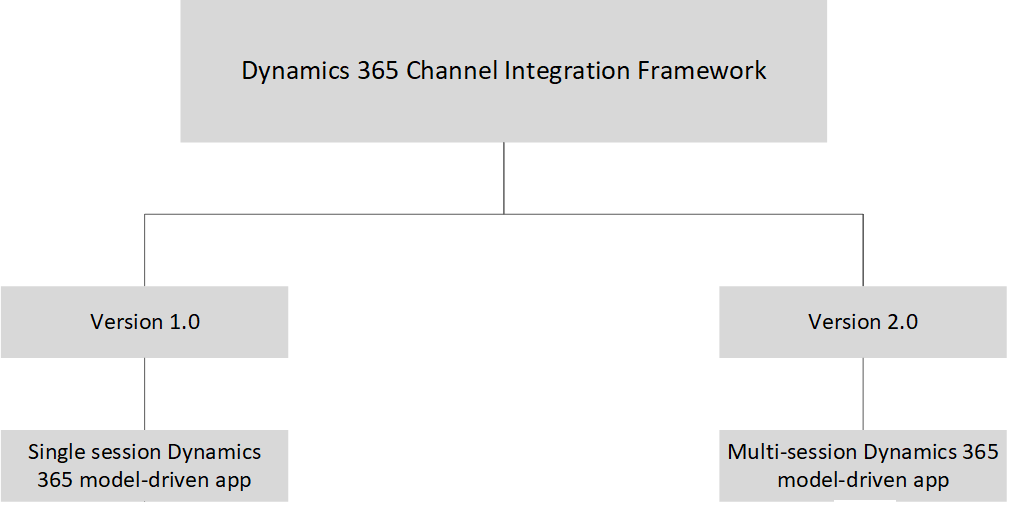 Dynamics 365 Channel Integration Framework
Version 1.0
Version 2.0
Single session Dynamics
365 model-driven app
Multi-session Dynamics 365
model-driven app